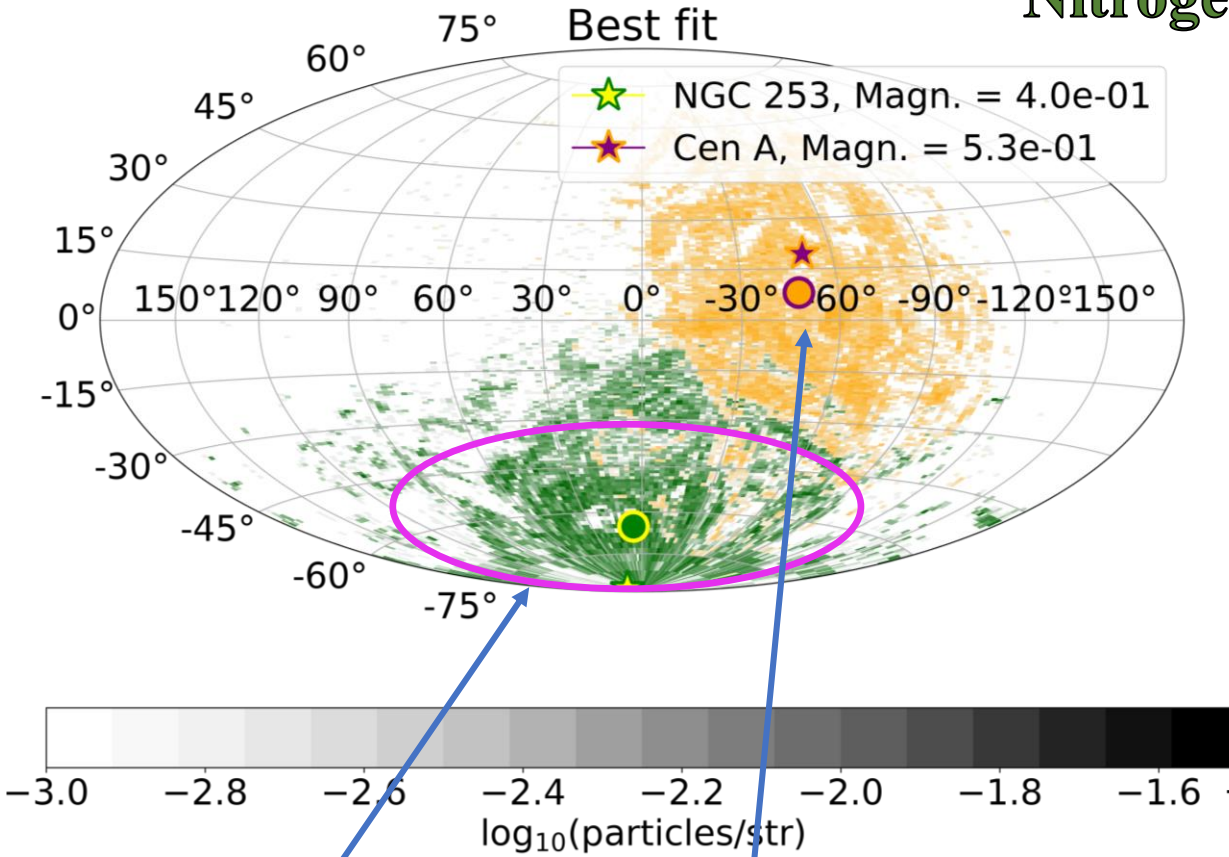 Nitroge
Best fit
NGC 253, Magn. = 4.0e-01
Cen A, Magn. = 5.3e-01
75°
60°
45°
30°
15°
0°
-15°
-30°
-45°
-60°
-75°
150° 120° 90° 60° 30° 0° -30° 60° -90° -120° -150°
−3.0 −2.8 −2.6 −2.4 −2.2 −2.0 −1.8 −1.6
log₁₀(particles/str)